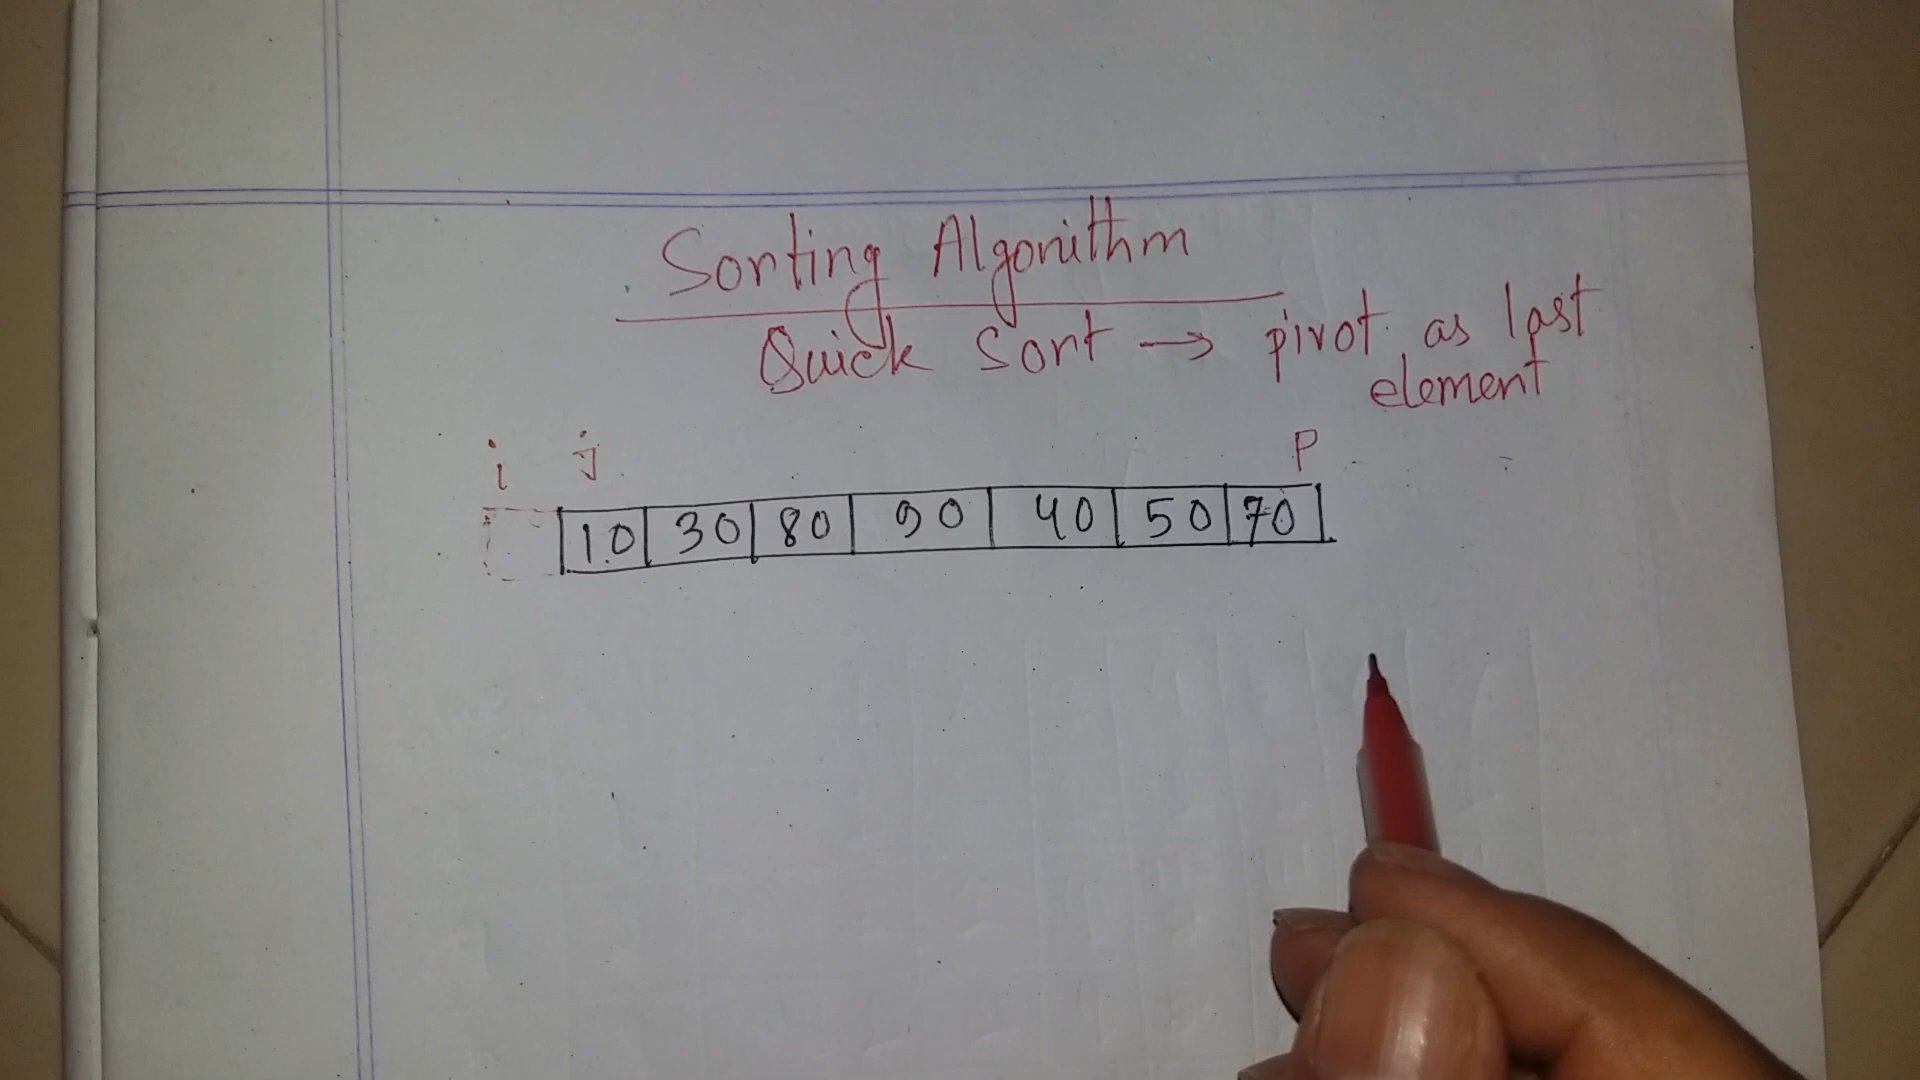 Sorting Algorithm
Quick Sort → pivot as last
element
i j P
10 30 80 90 40 50 70